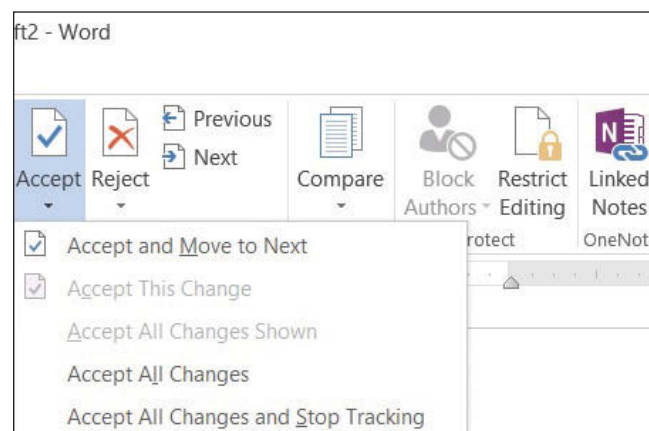 ft2 - Word
Previous
Next
Accept Reject Compare Block Authors Restrict Editing Linked Notes
rotect OneNot
Accept and Move to Next
Accept This Change
Accept All Changes Shown
Accept All Changes
Accept All Changes and Stop Tracking